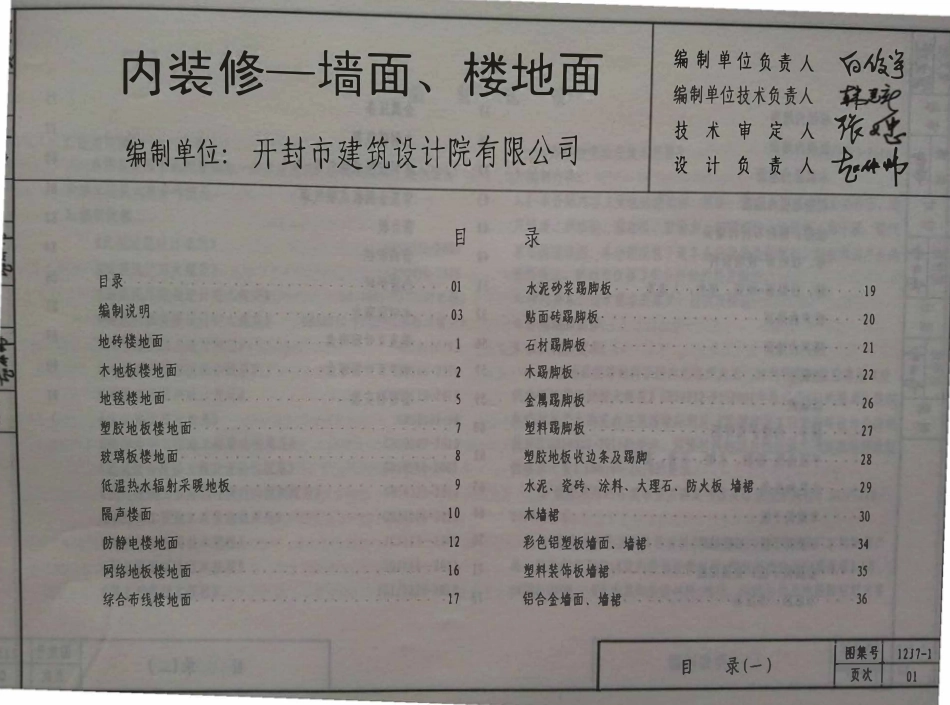 内装修—墙面、楼地面
编制单位：开封市建筑设计院有限公司
编制单位负责人
编制单位技术负责人
技术审定人
设计负责人
目 录
目录 01
编制说明 03
地砖楼地面 1
木地板楼地面 2
地毯楼地面 5
塑胶地板楼地面 7
玻璃板楼地面 8
低温热水辐射采暖地板 9
隔声楼面 10
防静电楼地面 12
网络地板楼地面 16
综合布线楼地面 17
水泥砂浆踢脚板 19
贴面砖踢脚板 20
石材踢脚板 21
木踢脚板 22
金属踢脚板 26
塑料踢脚板 27
塑胶地板收边条及踢脚 28
水泥、瓷砖、涂料、大理石、防火板 墙裙 29
木墙裙 30
彩色铝塑板墙面、墙裙 34
塑料装饰板墙裙 35
铝合金墙面、墙裙 36
目 录(一)
图集号 12J7-1
页次 01